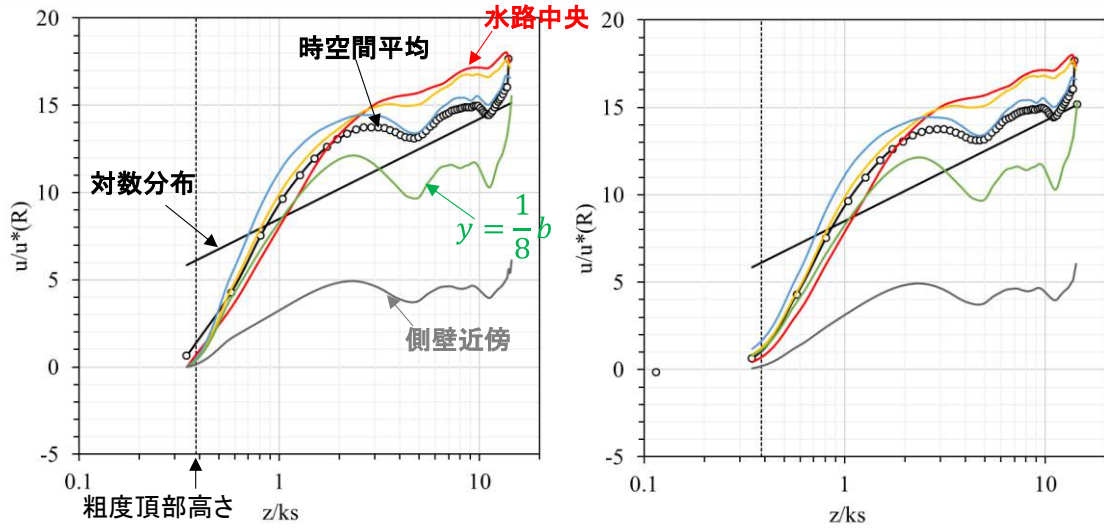 20
15
10
5
0
-5
0.1
1
10
u/u*(R)
z/ks
水路中央
時空間平均
対数分布
y = 1/8 b
側壁近傍
粗度頂部高さ
20
15
10
5
0
-5
0.1
1
10
u/u*(R)
z/ks